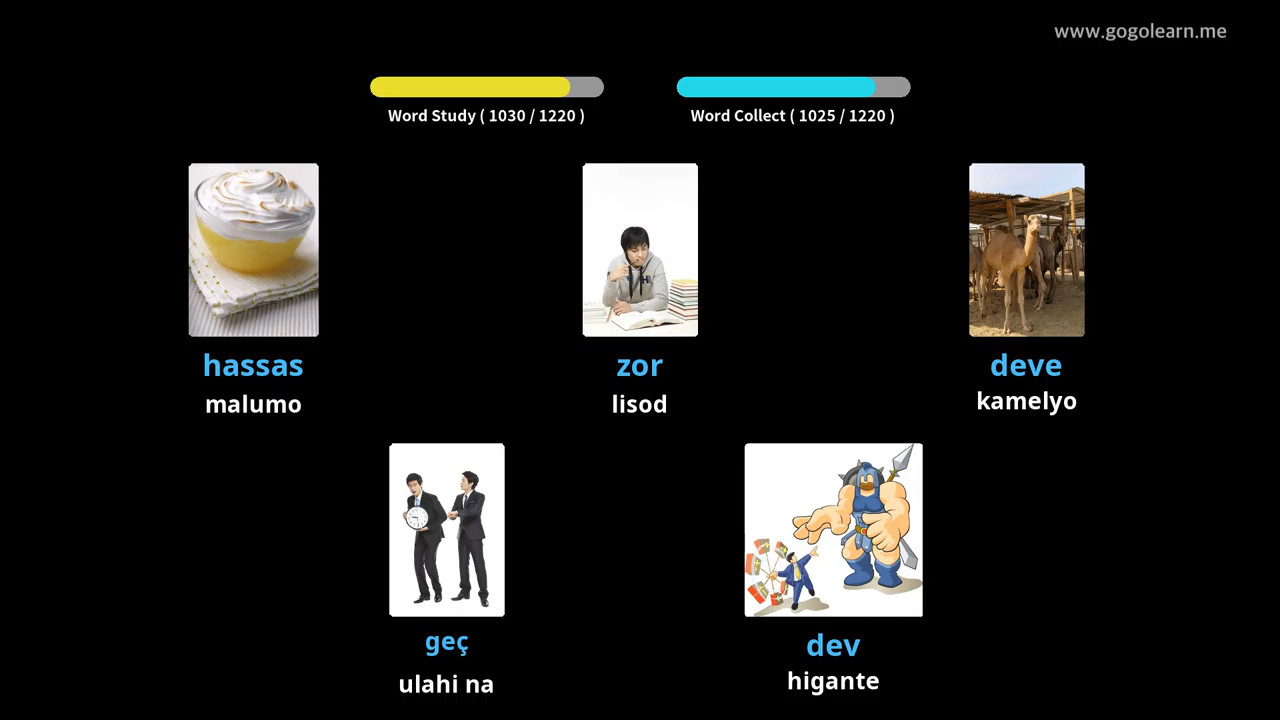 www.gogolearn.me
Word Study ( 1030 / 1220 )
Word Collect ( 1025 / 1220 )
hassas
malumo
zor
lisod
deve
kamelyo
geç
ulahi na
dev
higante